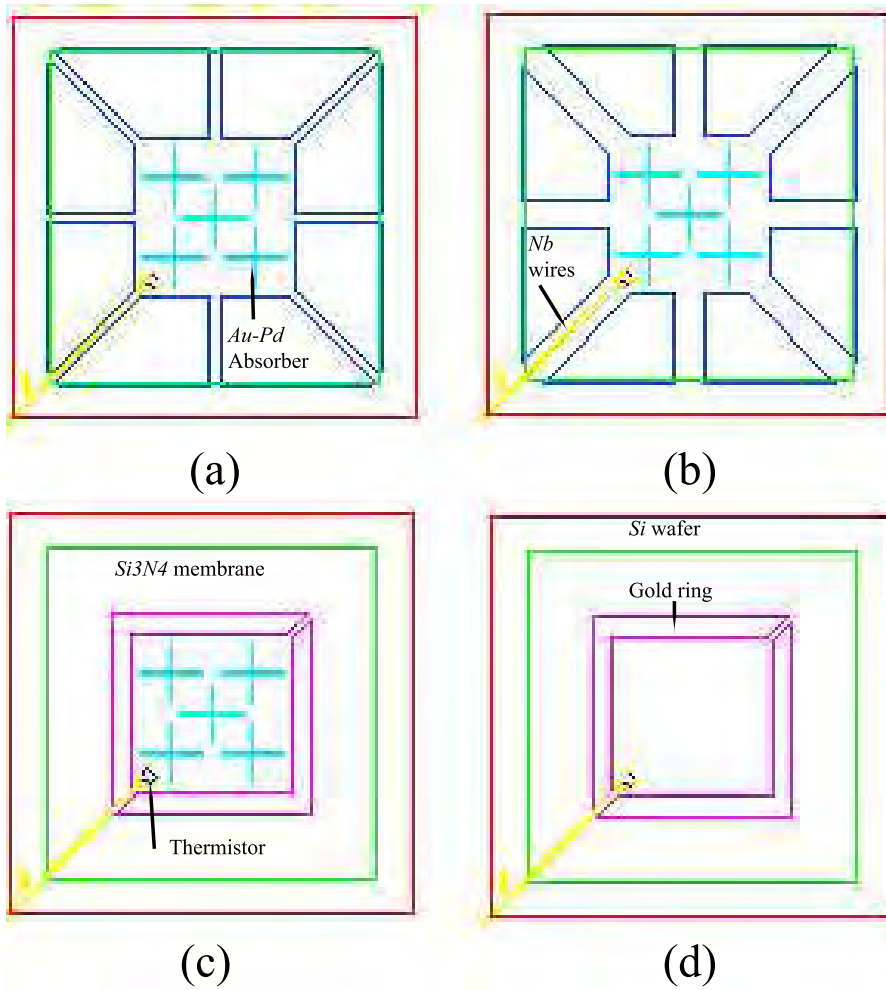 Nb
wires
Au-Pd
Absorber
(a)
(b)
Si wafer
Si3N4 membrane
Gold ring
Thermistor
(c)
(d)